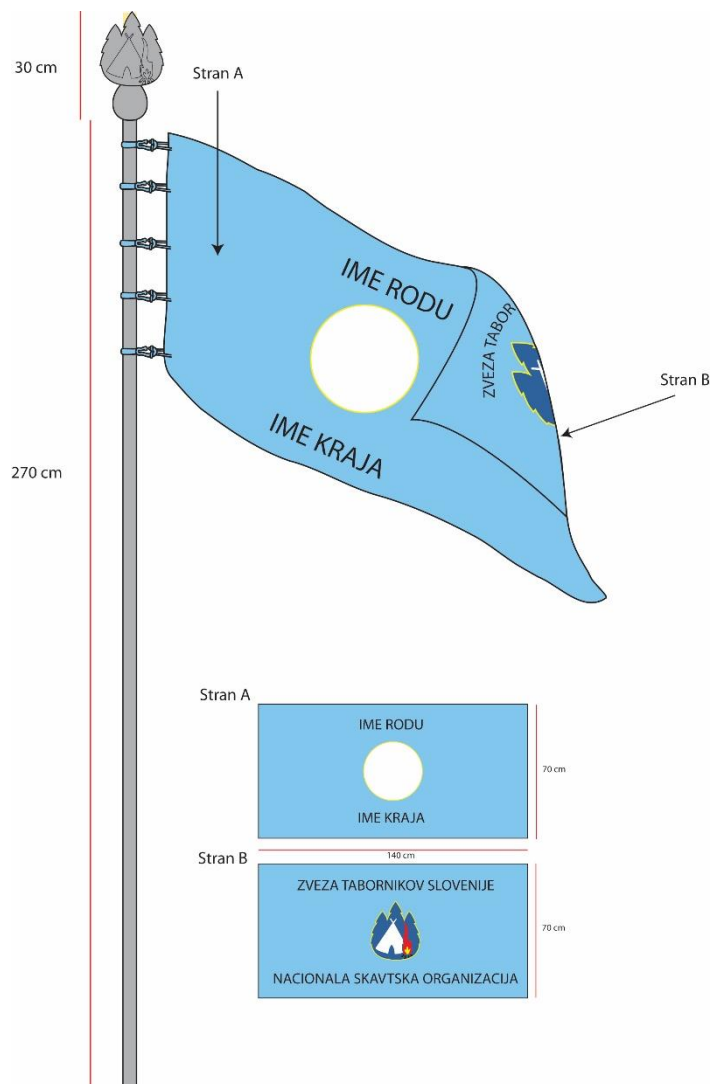 30 cm
Stran A
IME RODU
ZVEZA TABOR
Stran B
IME KRAJA
270 cm
Stran A
IME RODU
70 cm
IME KRAJA
140 cm
Stran B
ZVEZA TABORNIKOV SLOVENIJE
70 cm
NACIONALA SKAVTSKA ORGANIZACIJA